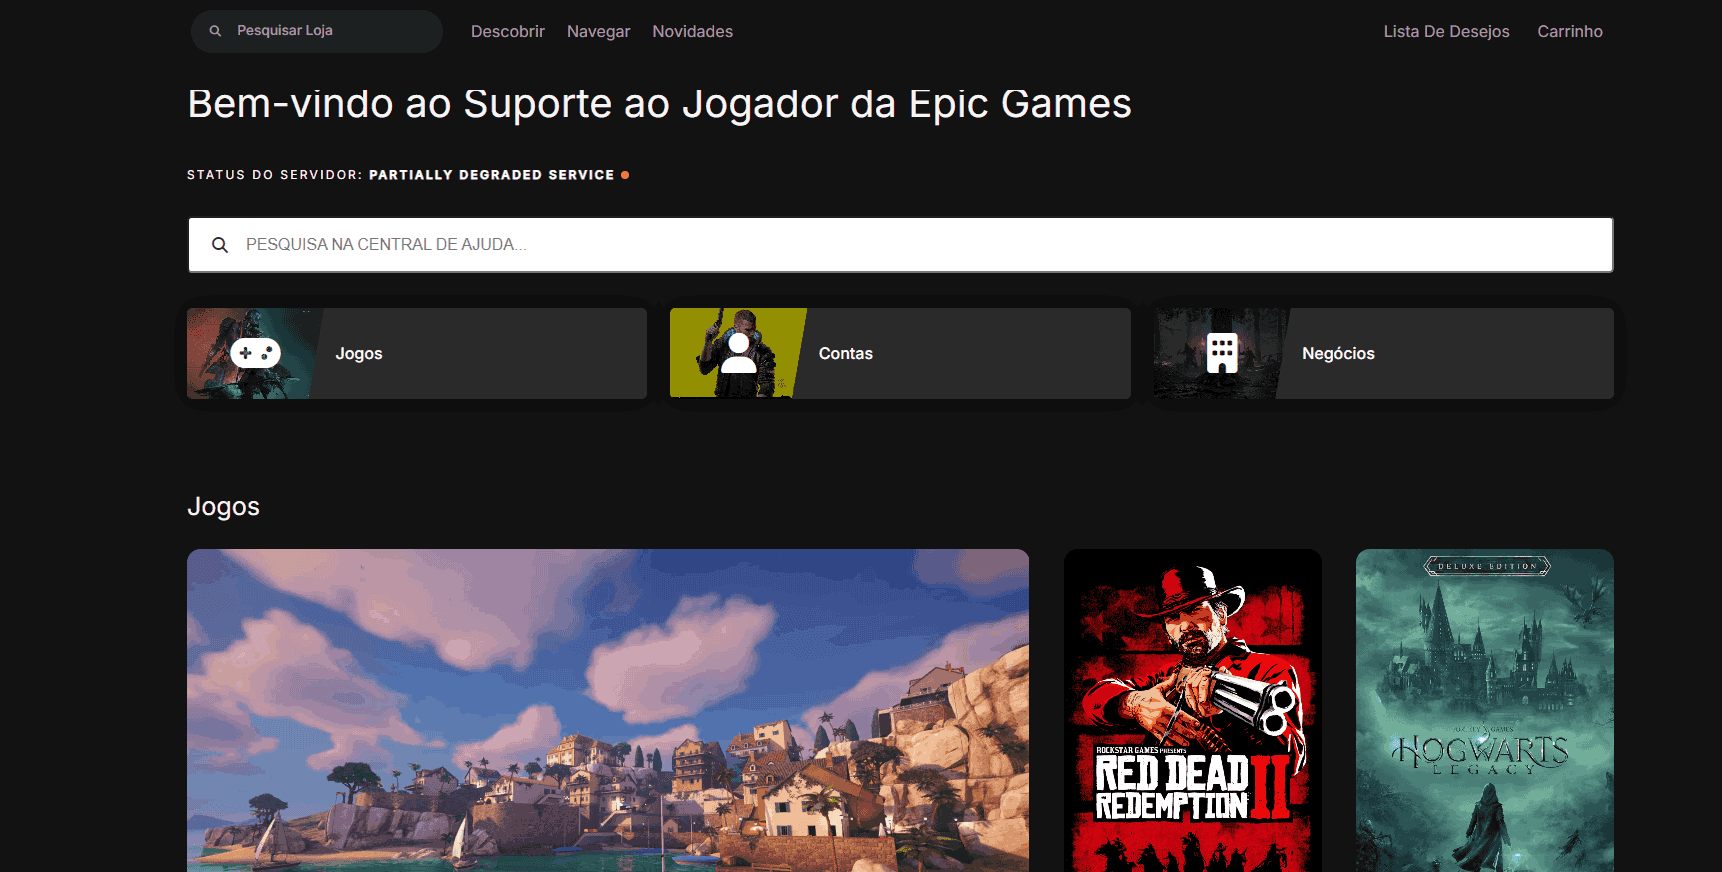 Pesquisar Loja
Descobrir Navegar Novidades
Lista De Desejos Carrinho
Bem-vindo ao Suporte ao Jogador da Epic Games
STATUS DO SERVIDOR: PARTIALLY DEGRADED SERVICE
PESQUISA NA CENTRAL DE AJUDA...
Jogos
Contas
Negócios
Jogos
ROCKSTAR GAMES PRESENTS
RED DEAD
REDEMPTION II
DELUXE EDITION
HOGWARTS
LEGACY